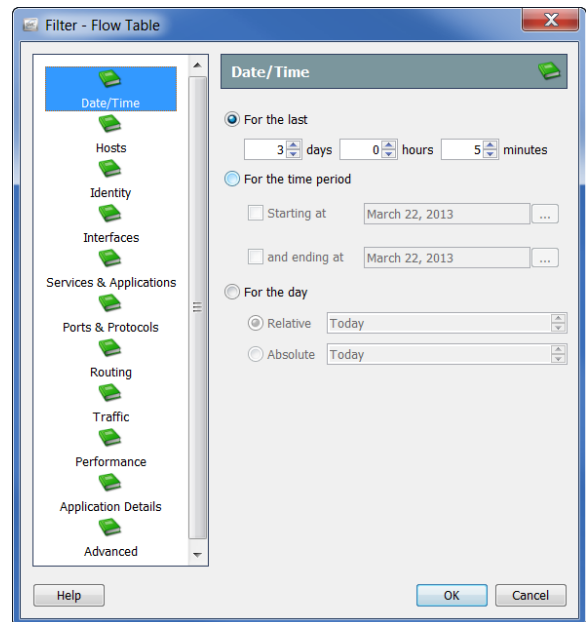 Filter - Flow Table
Date/Time
Hosts
Identity
Interfaces
Services & Applications
Ports & Protocols
Routing
Traffic
Performance
Application Details
Advanced
Date/Time
For the last
3 days 0 hours 5 minutes
For the time period
Starting at March 22, 2013 ...
and ending at March 22, 2013 ...
For the day
Relative Today
Absolute Today
Help OK Cancel